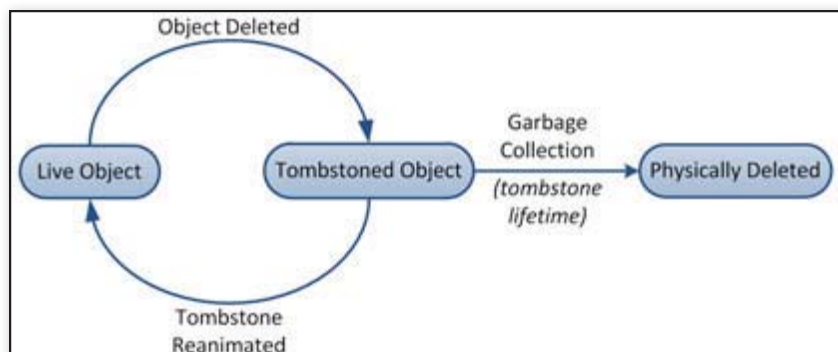 Object Deleted
Live Object
Tombstoned Object
Garbage
Collection
(tombstone
lifetime)
Physically Deleted
Tombstone
Reanimated